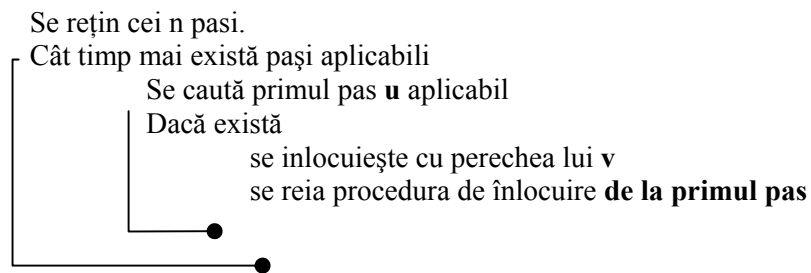 Se rețin cei n pasi.
Cât timp mai există paşi aplicabili
Se caută primul pas u aplicabil
Dacă există
se inlocuieşte cu perechea lui v
se reia procedura de înlocuire de la primul pas